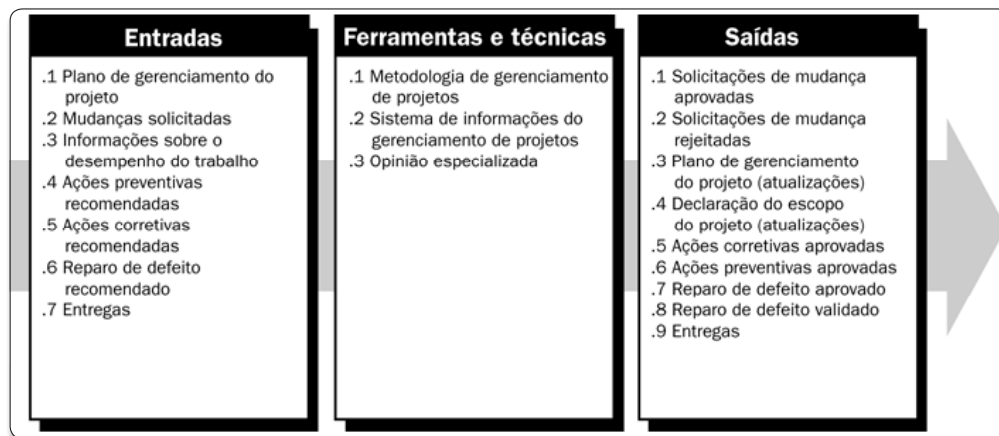 Entradas
.1 Plano de gerenciamento do
projeto
.2 Mudanças solicitadas
.3 Informações sobre o
desempenho do trabalho
.4 Ações preventivas
recomendadas
.5 Ações corretivas
recomendadas
.6 Reparo de defeito
recomendado
.7 Entregas
Ferramentas e técnicas
.1 Metodologia de gerenciamento
de projetos
.2 Sistema de informações do
gerenciamento de projetos
.3 Opinião especializada
Saídas
.1 Solicitações de mudança
aprovadas
.2 Solicitações de mudança
rejeitadas
.3 Plano de gerenciamento
do projeto (atualizações)
.4 Declaração do escopo
do projeto (atualizações)
.5 Ações corretivas aprovadas
.6 Ações preventivas aprovadas
.7 Reparo de defeito aprovado
.8 Reparo de defeito validado
.9 Entregas